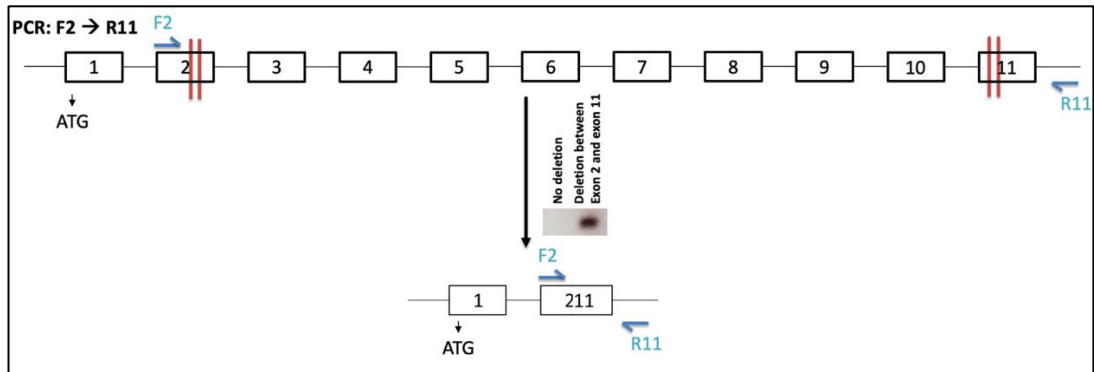 PCR: F2 → R11
F2
1 2 3 4 5 6 7 8 9 10 11
R11
ATG
No deletion
Deletion between
Exon 2 and exon 11
F2
1 211
R11
ATG